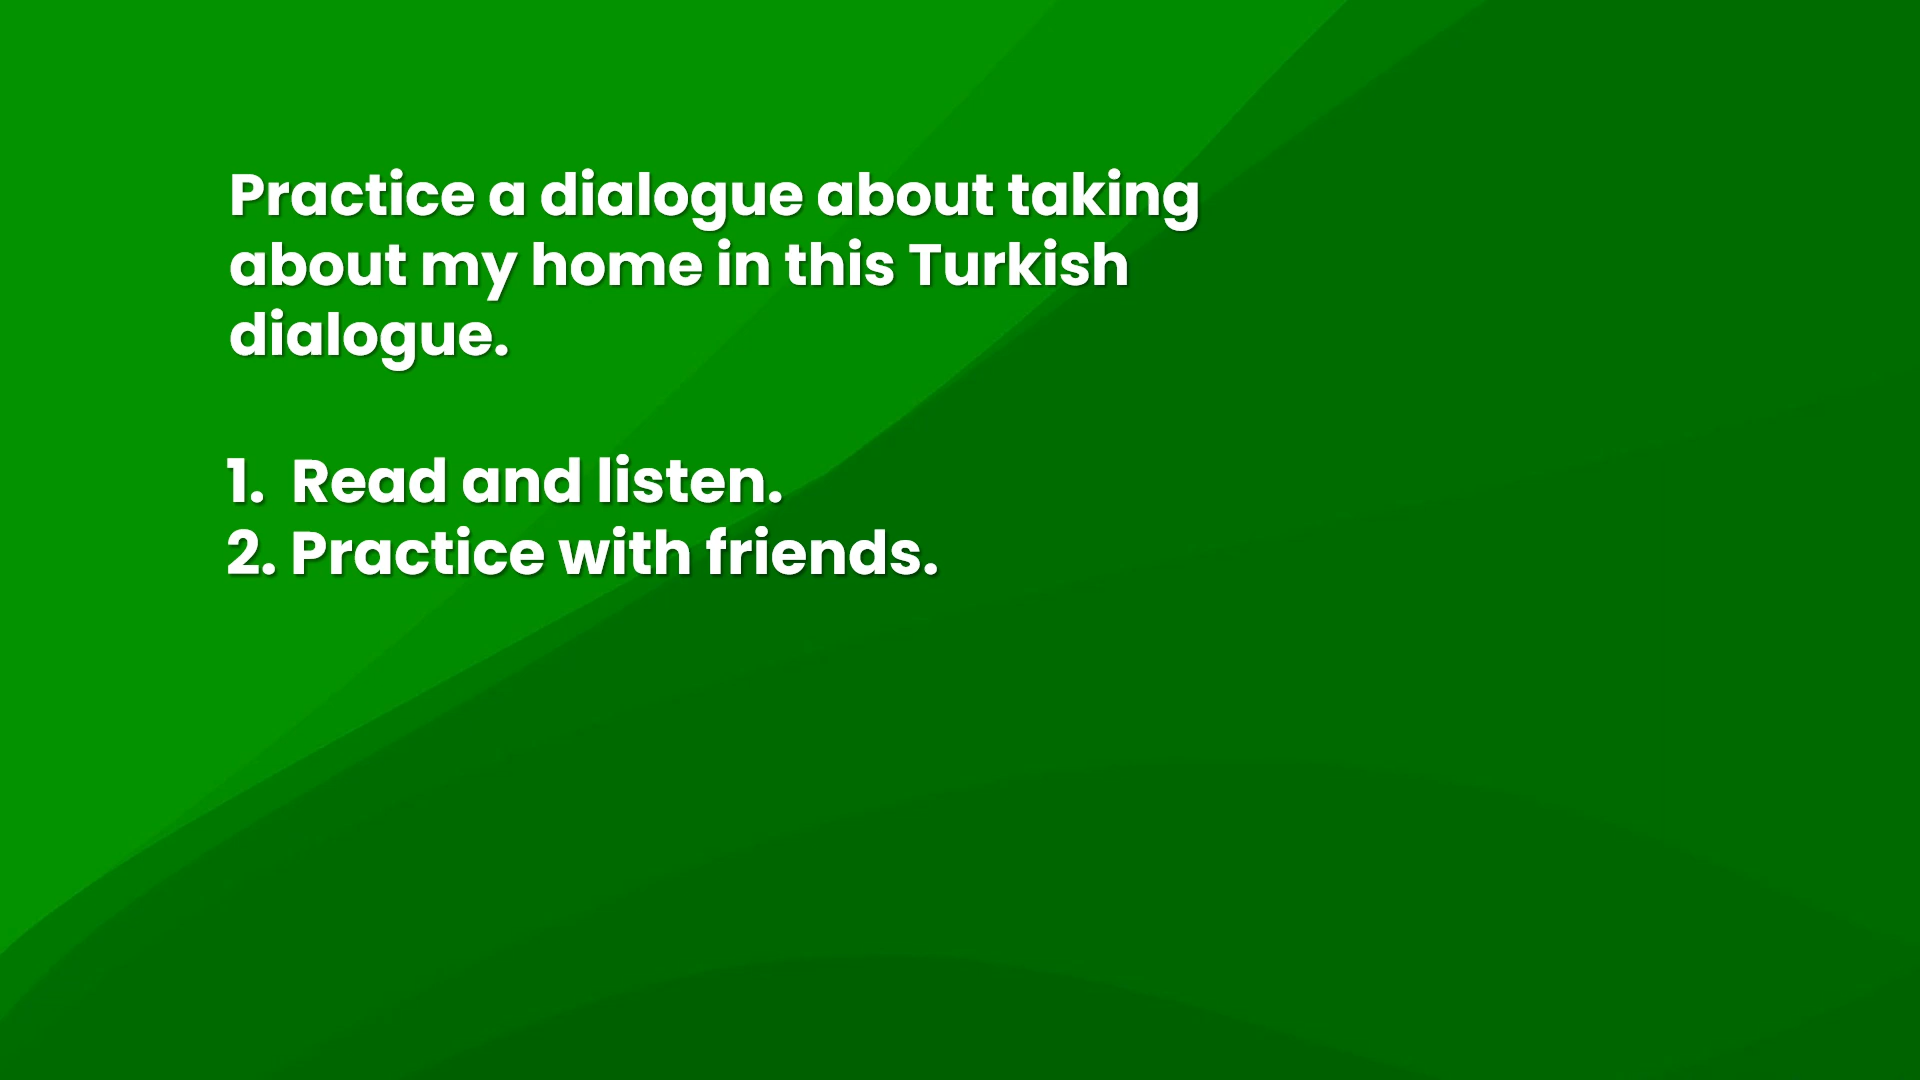 Practice a dialogue about taking
about my home in this Turkish
dialogue.
1. Read and listen.
2. Practice with friends.